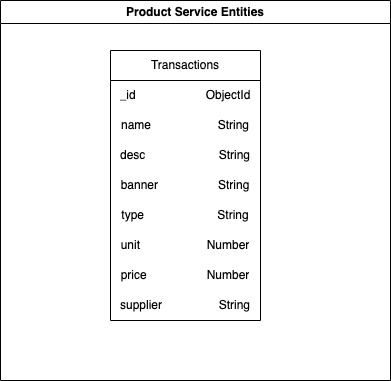 Product Service Entities
Transactions
_id ObjectId
name String
desc String
banner String
type String
unit Number
price Number
supplier String